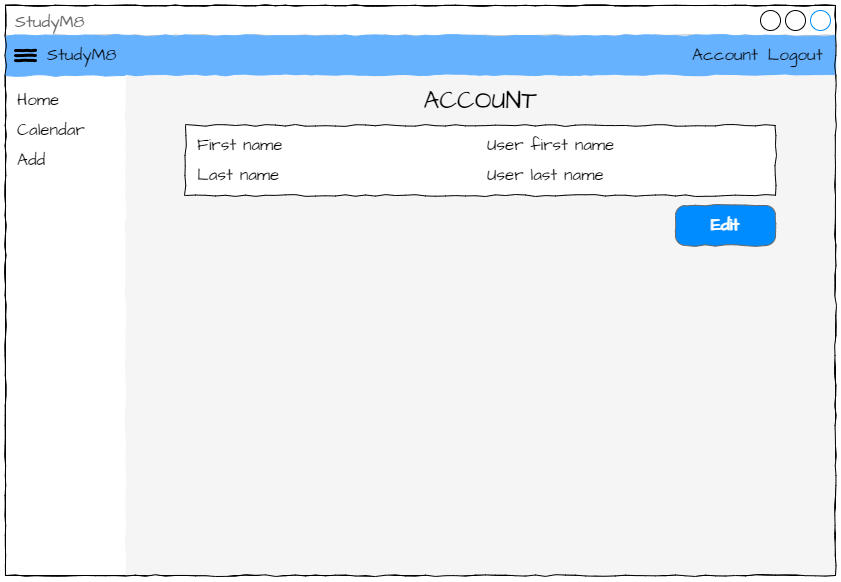 StudyM8
StudyM8
Account Logout
Home
Calendar
Add
ACCOUNT
First name User first name
Last name User last name
Edit